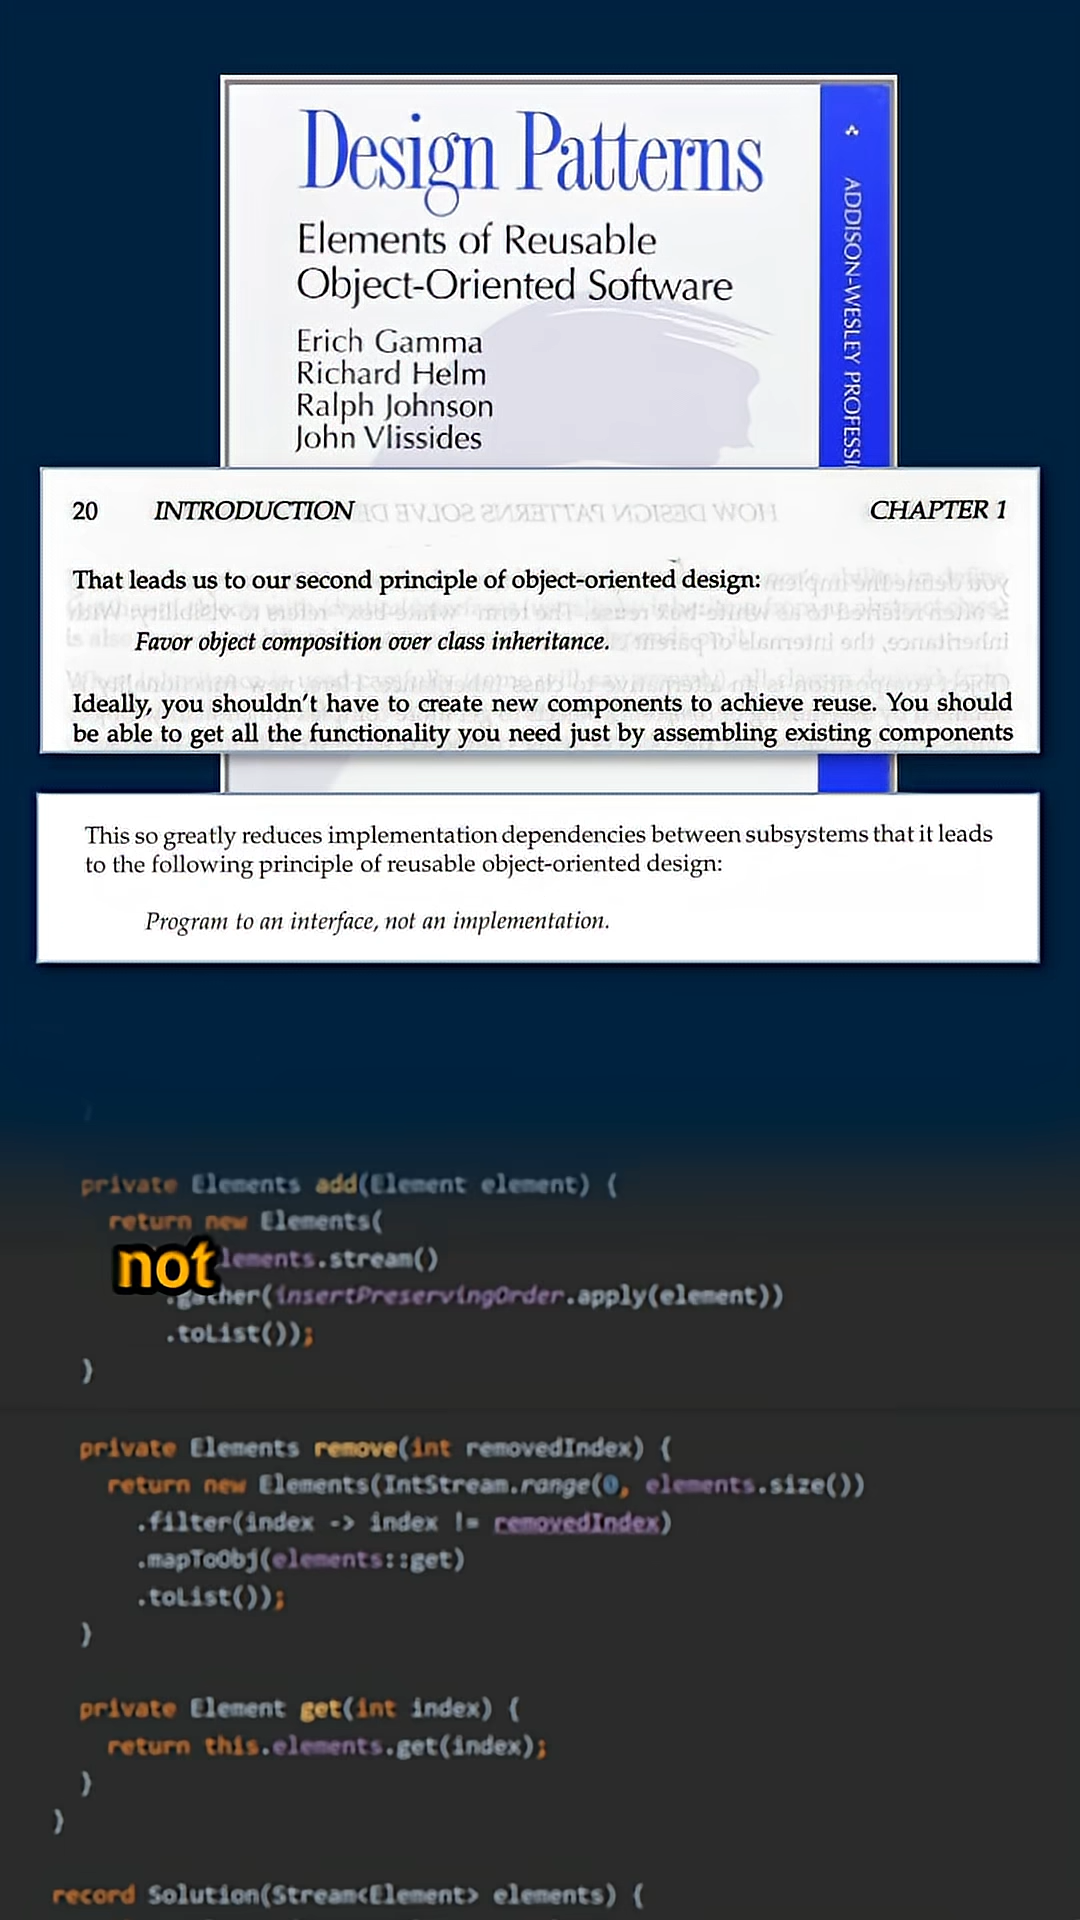 Design Patterns
Elements of Reusable
Object-Oriented Software
Erich Gamma
Richard Helm
Ralph Johnson
John Vlissides
ADDISON-WESLEY PROFESSI
20 INTRODUCTION CHAPTER 1
HOW DESIGN PATTERNS SOLVE DE
That leads us to our second principle of object-oriented design:
Favor object composition over class inheritance.
Ideally, you shouldn't have to create new components to achieve reuse. You should
be able to get all the functionality you need just by assembling existing components
This so greatly reduces implementation dependencies between subsystems that it leads
to the following principle of reusable object-oriented design:
Program to an interface, not an implementation.
private Elements add(Element element) {
return new Elements(
lements.stream()
not
.gather(insertPreservingOrder.apply(element))
.toList());
}
private Elements remove(int removedIndex) {
return new Elements(IntStream.range(0, elements.size())
.filter(index -> index != removedIndex)
.mapToObj(elements::get)
.toList());
}
private Element get(int index) {
return this.elements.get(index);
}
}
record Solution(Stream<Element> elements) {